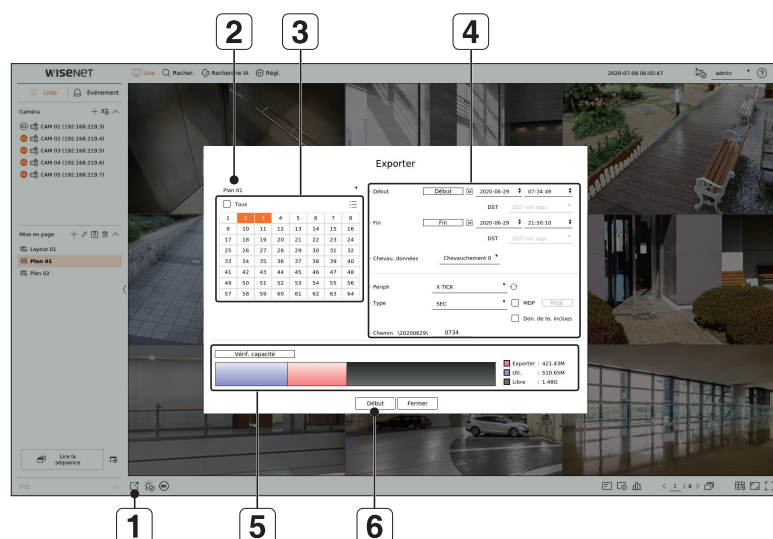 2
3
4
WISENET
Live Recher. Recherche IA Régl.
2020-07-08 06:05:47
admin
?
Liste Événement
Caméra
CAM 01 (192.168.219.3)
CAM 02 (192.168.219.4)
CAM 03 (192.168.219.5)
CAM 04 (192.168.219.6)
CAM 05 (192.168.219.7)
Mise en page
Layout 01
Plan 01
Plan 02
Lire la
séquence
PTZ
REC
< 1 / 8 >
Exporter
Plan 01
Tous
1 2 3 4 5 6 7 8
9 10 11 12 13 14 15 16
17 18 19 20 21 22 23 24
25 26 27 28 29 30 31 32
33 34 35 36 37 38 39 40
41 42 43 44 45 46 47 48
49 50 51 52 53 54 55 56
57 58 59 60 61 62 63 64
Début Début 2020-06-29 07:34:49
DST DST non app.
Fin Fin 2020-06-29 21:50:10
DST DST non app.
Chevau. données Chevauchement 0
Périph X TICK
Type SEC MDP Régl.
Don. de te. inclues
Chemin \20200629\ 0734
Vérif. capacité
Exporter : 421.43M
Uti. : 510.65M
Libre : 1.48G
Début Fermer
1
5
6